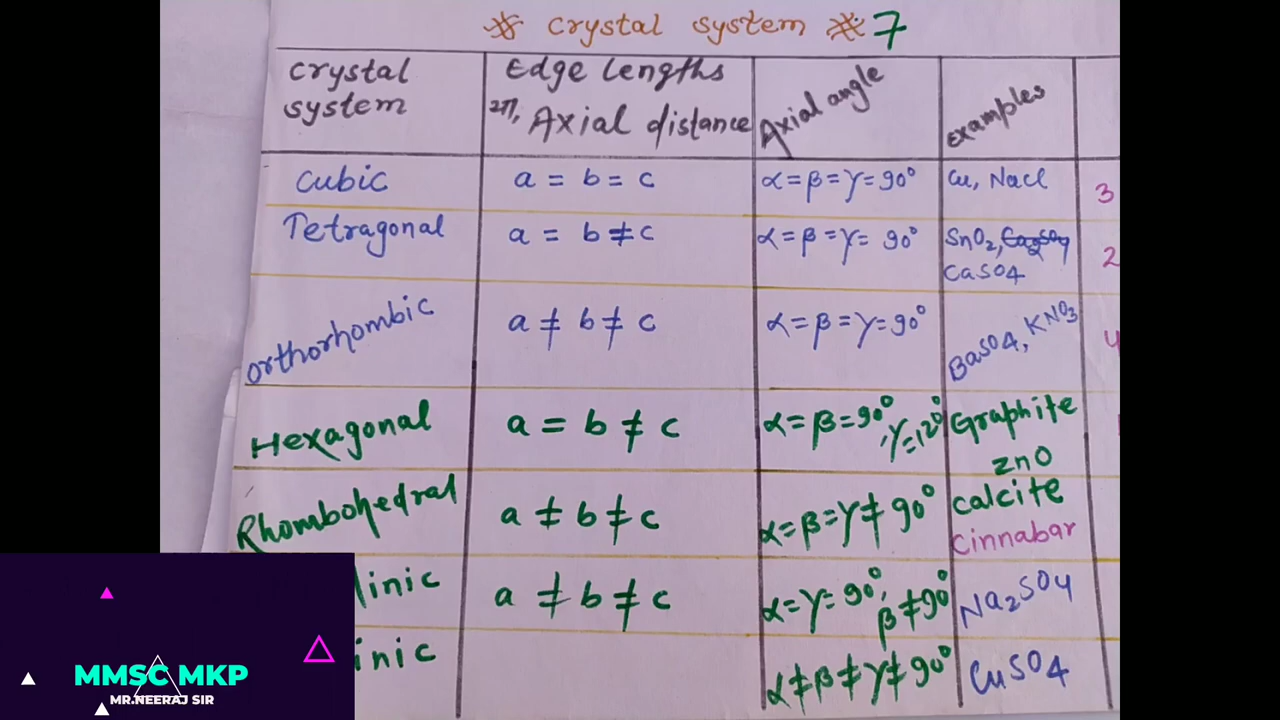 # Crystal system # 7
Crystal system
Edge lengths
Axial distance
Axial angle
Examples
Cubic a = b = c α = β = γ = 90° Cu, NaCl 3
Tetragonal a = b ≠ c α = β = γ = 90° SnO₂, CaSO4 2
Orthorhombic a ≠ b ≠ c α = β = γ = 90° BaSO4, KNO3 4
Hexagonal a = b ≠ c α = β = 90°, γ = 120° Graphite ZnO
Rhombohedral a ≠ b ≠ c α = β = γ ≠ 90° Calcite Cinnabar
linic a ≠ b ≠ c α = γ = 90°, β ≠ 90° Na₂SO4
inic α ≠ β ≠ γ ≠ 90° CuSO4
MMSC MKP
MR.NEERAJ SIR